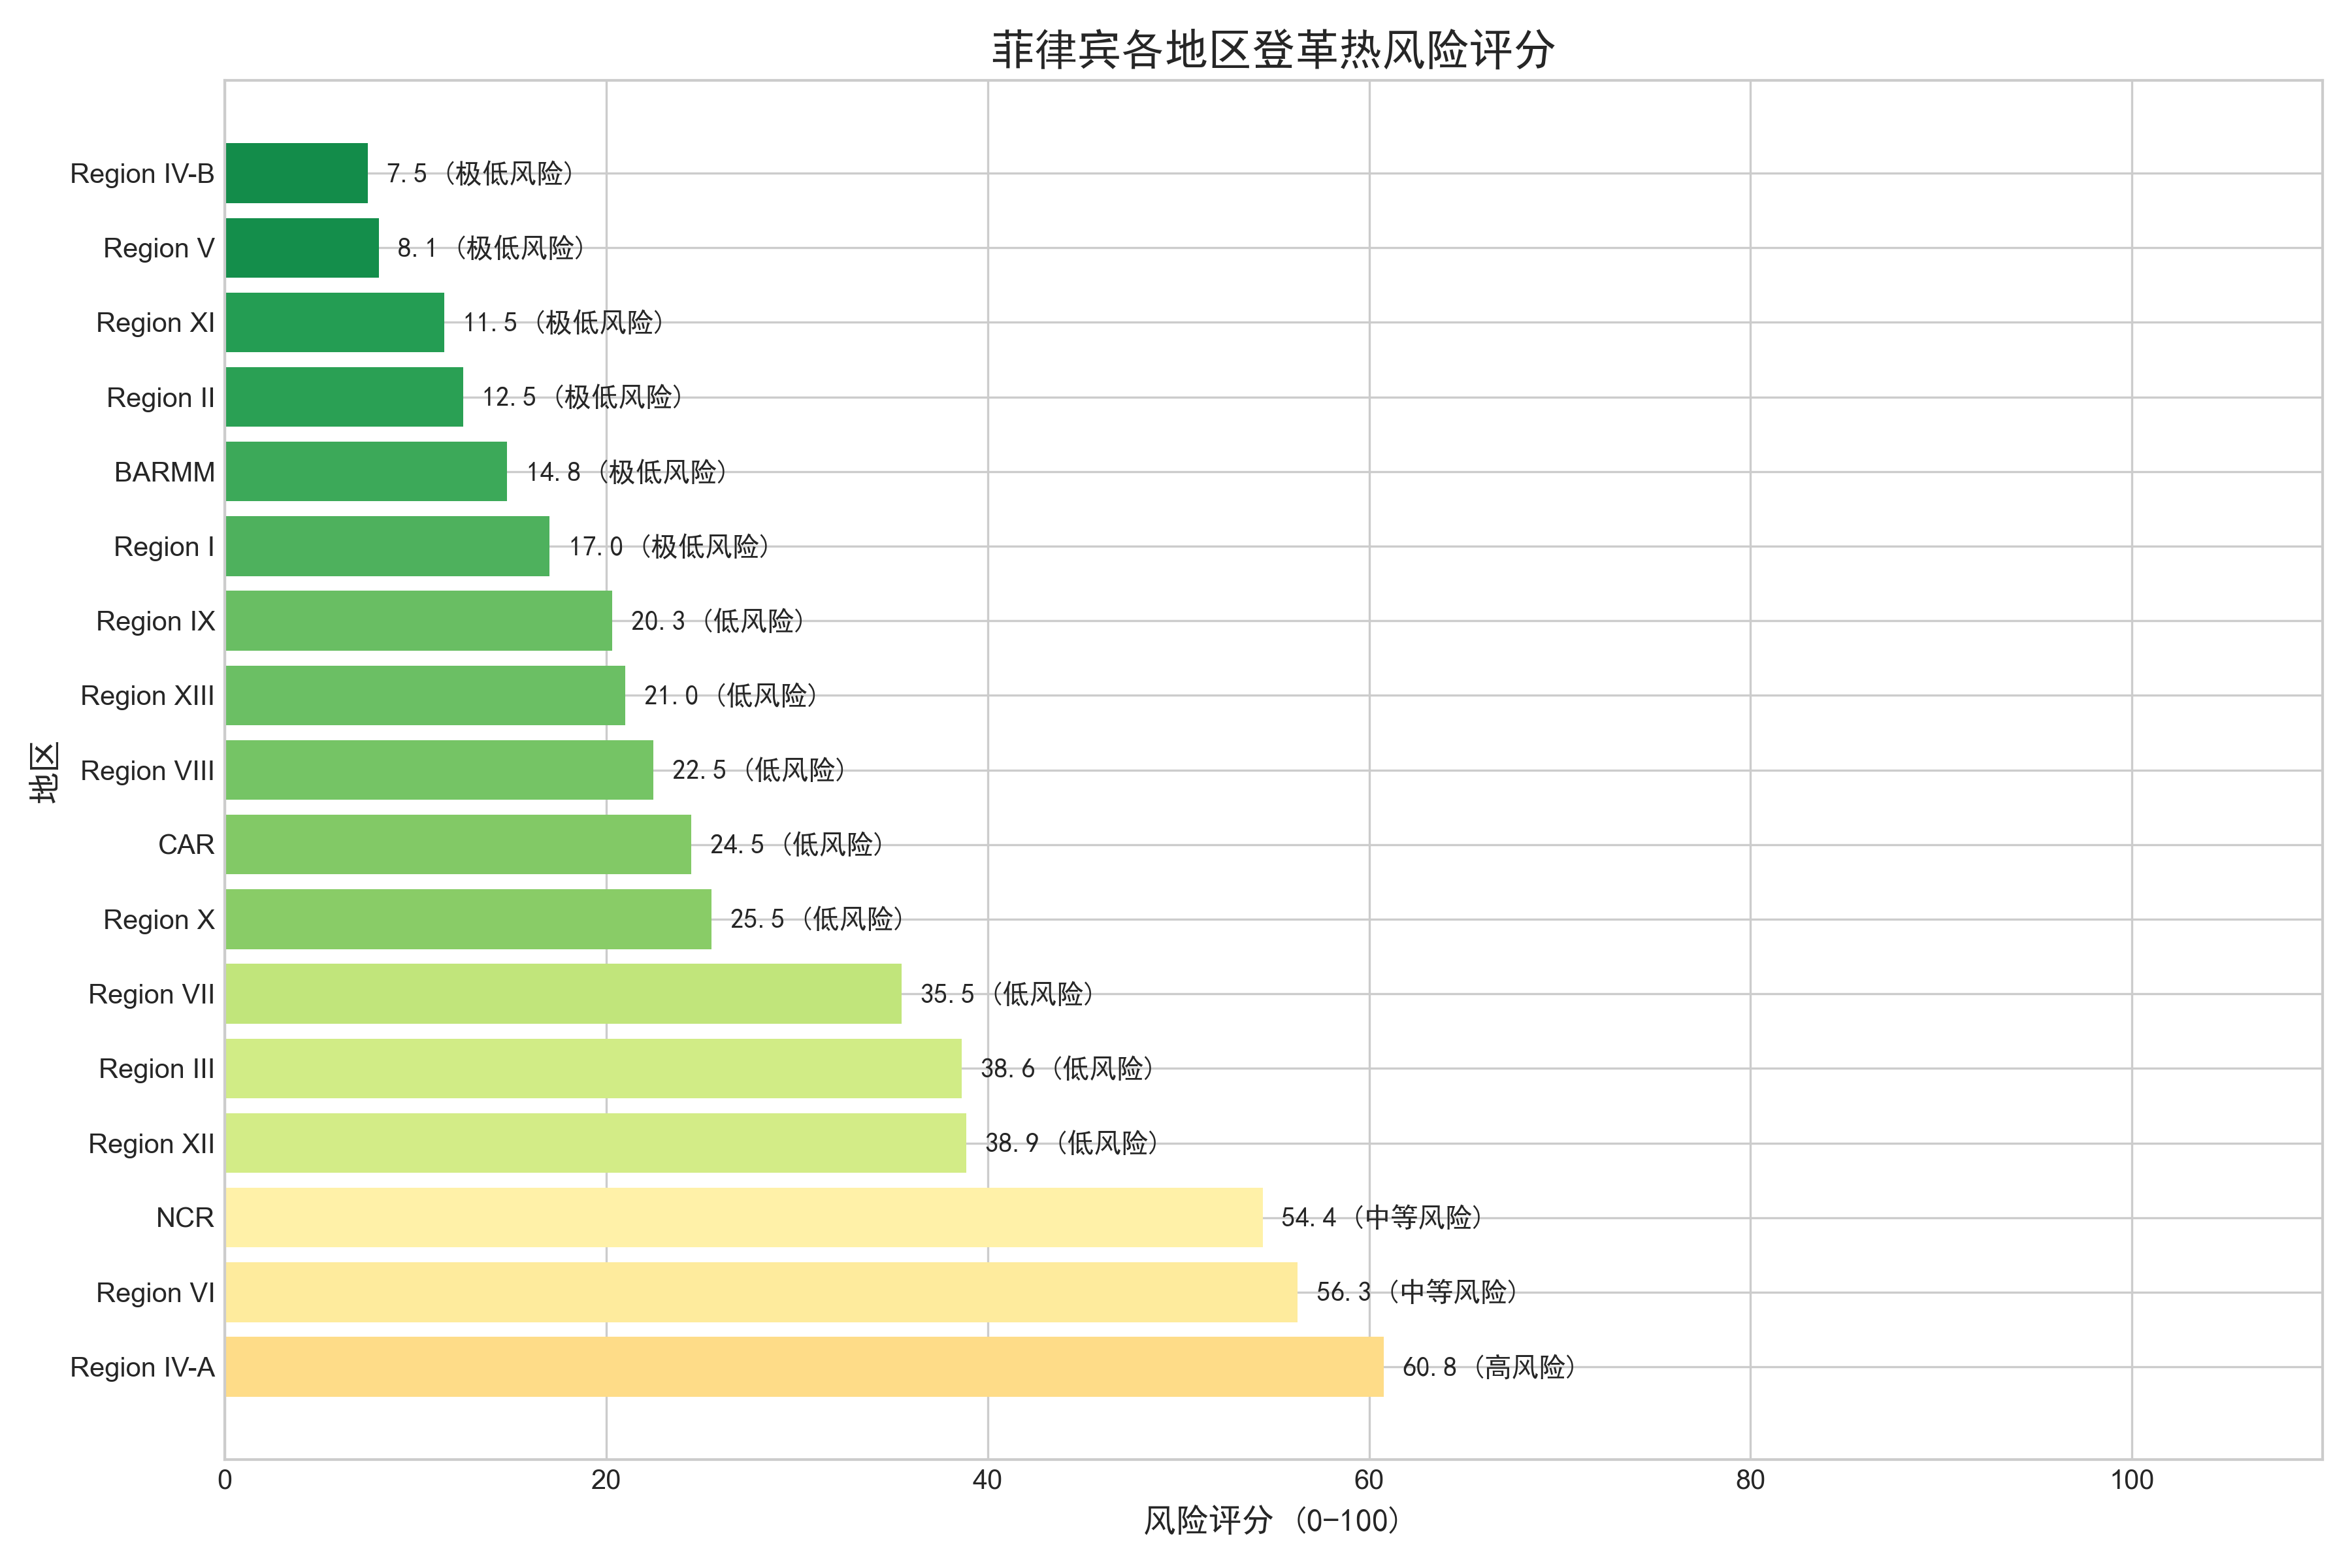 菲律宾各地区登革热风险评分
Region IV-B 7.5 (极低风险)
Region V 8.1 (极低风险)
Region XI 11.5 (极低风险)
Region II 12.5 (极低风险)
BARMM 14.8 (极低风险)
Region I 17.0 (极低风险)
Region IX 20.3 (低风险)
Region XIII 21.0 (低风险)
Region VIII 22.5 (低风险)
CAR 24.5 (低风险)
Region X 25.5 (低风险)
Region VII 35.5 (低风险)
Region III 38.6 (低风险)
Region XII 38.9 (低风险)
NCR 54.4 (中等风险)
Region VI 56.3 (中等风险)
Region IV-A 60.8 (高风险)
地区
0 20 40 60 80 100
风险评分 (0-100)